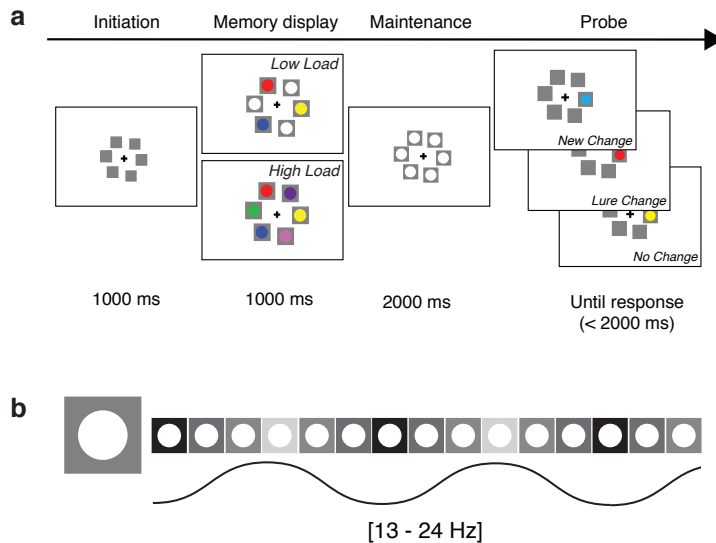 a
Initiation
Memory display
Maintenance
Probe
Low Load
High Load
New Change
Lure Change
No Change
1000 ms
1000 ms
2000 ms
Until response
(< 2000 ms)
b
[13 - 24 Hz]